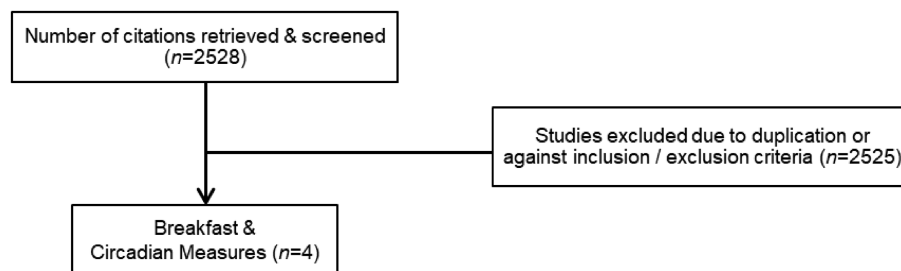 Number of citations retrieved & screened
(n=2528)
Studies excluded due to duplication or
against inclusion / exclusion criteria (n=2525)
Breakfast &
Circadian Measures (n=4)